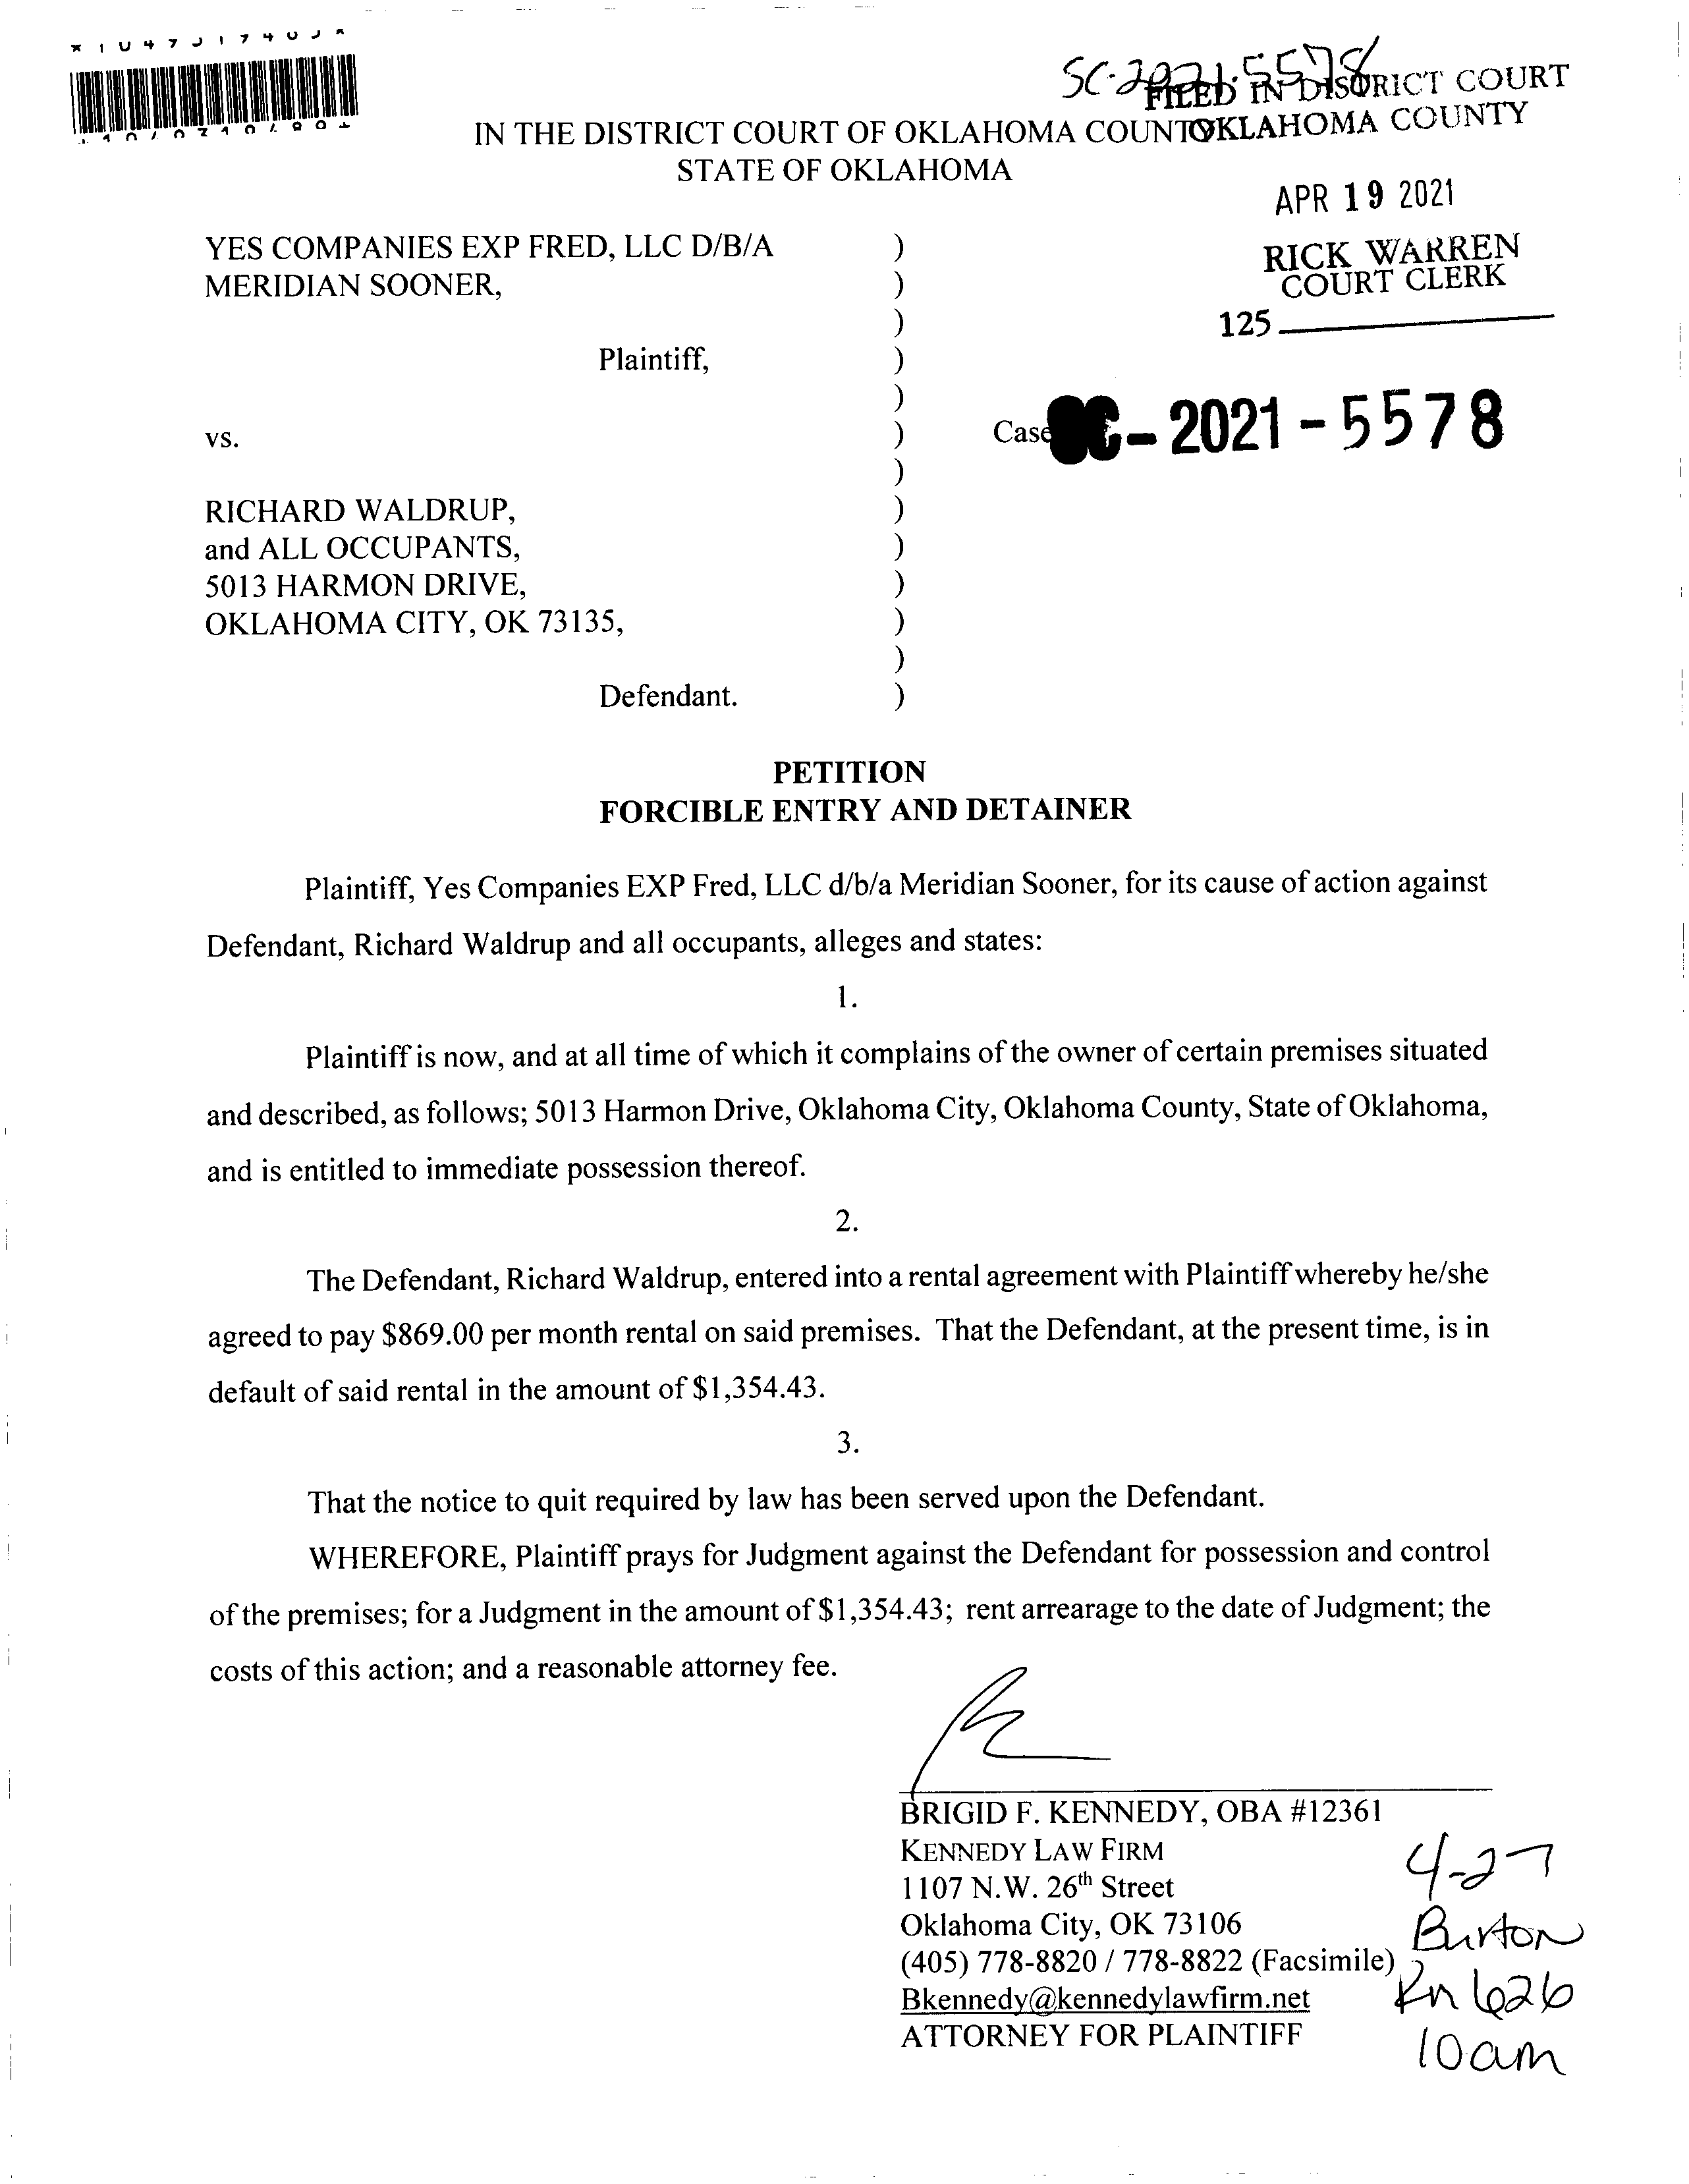 SC-2021-5578
FILED IN DISTRICT COURT
OKLAHOMA COUNTY
IN THE DISTRICT COURT OF OKLAHOMA COUNTY
STATE OF OKLAHOMA
APR 19 2021
RICK WARREN
COURT CLERK
125
YES COMPANIES EXP FRED, LLC D/B/A )
MERIDIAN SOONER, )
)
Plaintiff, )
)
vs. )
Case
SC-2021-5578
)
RICHARD WALDRUP, )
and ALL OCCUPANTS, )
5013 HARMON DRIVE, )
OKLAHOMA CITY, OK 73135, )
)
Defendant. )
PETITION
FORCIBLE ENTRY AND DETAINER
Plaintiff, Yes Companies EXP Fred, LLC d/b/a Meridian Sooner, for its cause of action against
Defendant, Richard Waldrup and all occupants, alleges and states:
1.
Plaintiff is now, and at all time of which it complains of the owner of certain premises situated
and described, as follows; 5013 Harmon Drive, Oklahoma City, Oklahoma County, State of Oklahoma,
and is entitled to immediate possession thereof.
2.
The Defendant, Richard Waldrup, entered into a rental agreement with Plaintiff whereby he/she
agreed to pay $869.00 per month rental on said premises. That the Defendant, at the present time, is in
default of said rental in the amount of $1,354.43.
3.
That the notice to quit required by law has been served upon the Defendant.
WHEREFORE, Plaintiff prays for Judgment against the Defendant for possession and control
of the premises; for a Judgment in the amount of $1,354.43; rent arrearage to the date of Judgment; the
costs of this action; and a reasonable attorney fee.
BRIGID F. KENNEDY, OBA #12361
KENNEDY LAW FIRM
1107 N.W. 26th Street
Oklahoma City, OK 73106
(405) 778-8820 / 778-8822 (Facsimile)
Bkennedy@kennedylawfirm.net
ATTORNEY FOR PLAINTIFF
4-27
Burton
Rm 626
10am